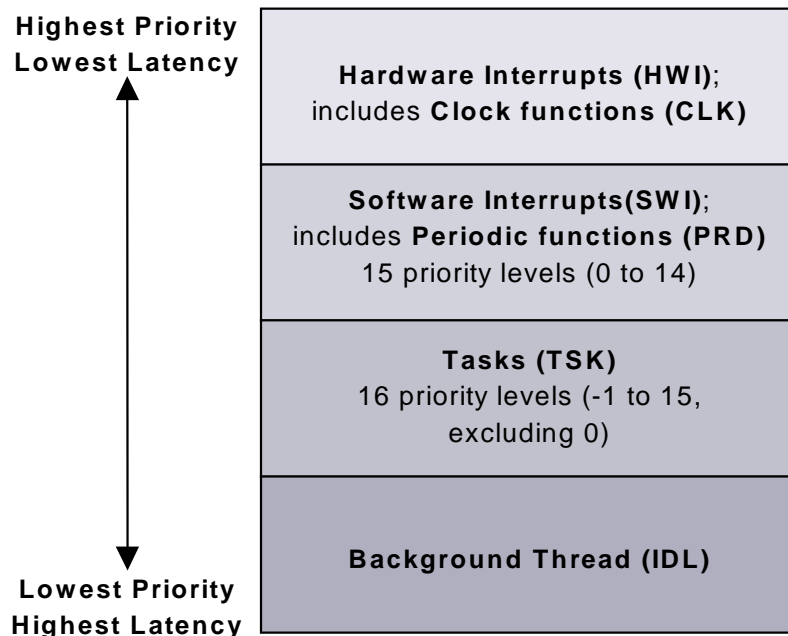 Highest Priority
Lowest Latency
Hardware Interrupts (HWI);
includes Clock functions (CLK)
Software Interrupts(SWI);
includes Periodic functions (PRD)
15 priority levels (0 to 14)
Tasks (TSK)
16 priority levels (-1 to 15,
excluding 0)
Background Thread (IDL)
Lowest Priority
Highest Latency